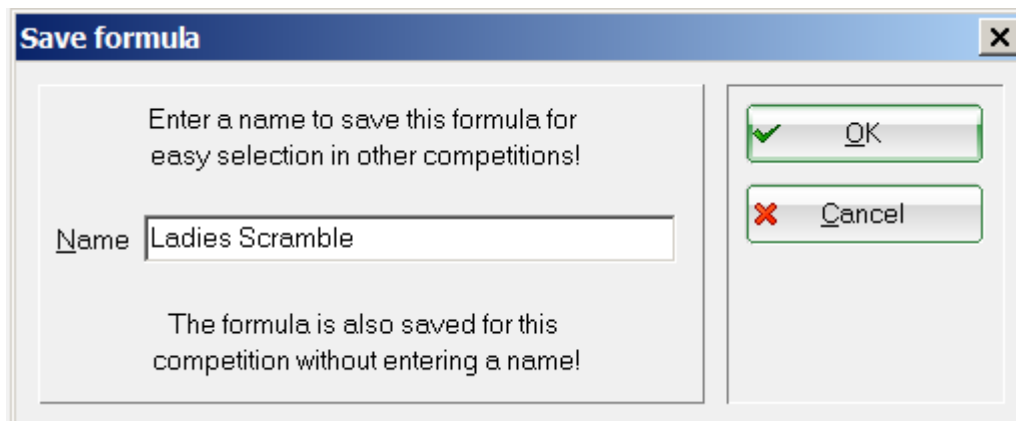 Save formula
Enter a name to save this formula for
easy selection in other competitions!
Name Ladies Scramble
The formula is also saved for this
competition without entering a name!
OK
Cancel